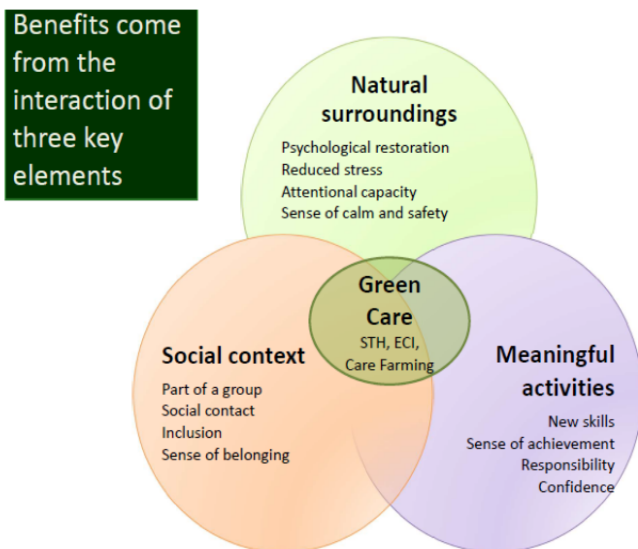 Benefits come
from the
interaction of
three key
elements
Natural
surroundings
Psychological restoration
Reduced stress
Attentional capacity
Sense of calm and safety
Green
Care
STH, ECI,
Care Farming
Social context
Part of a group
Social contact
Inclusion
Sense of belonging
Meaningful
activities
New skills
Sense of achievement
Responsibility
Confidence